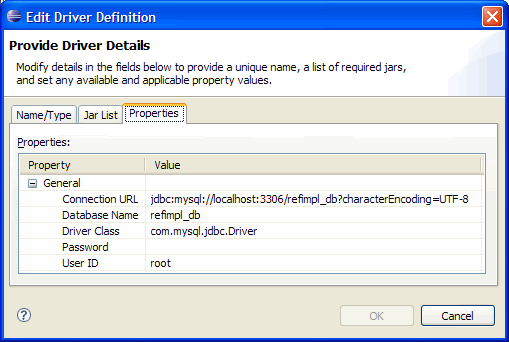 Edit Driver Definition
Provide Driver Details
Modify details in the fields below to provide a unique name, a list of required jars,
and set any available and applicable property values.
Name/Type Jar List Properties
Properties:
Property Value
General
Connection URL jdbc:mysql://localhost:3306/refimpl_db?characterEncoding=UTF-8
Database Name refimpl_db
Driver Class com.mysql.jdbc.Driver
Password
User ID root
? OK Cancel